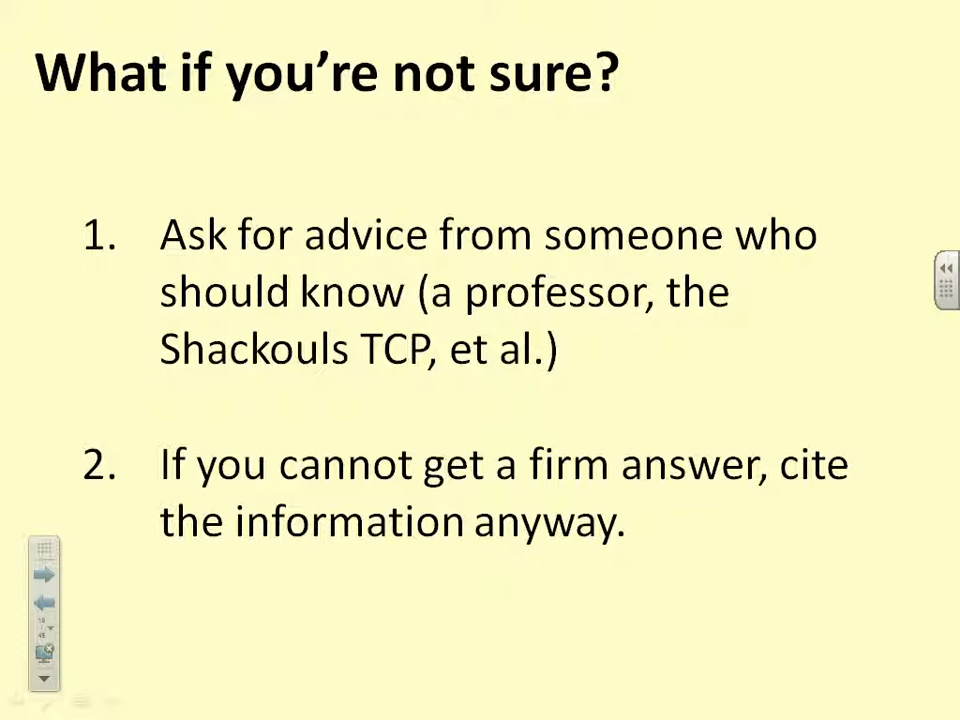 What if you’re not sure?
1. Ask for advice from someone who
should know (a professor, the
Shackouls TCP, et al.)
2. If you cannot get a firm answer, cite
the information anyway.